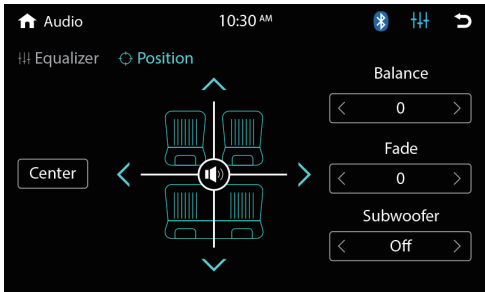 Audio
10:30 AM
Equalizer
Position
Balance
0
Center
Fade
0
Subwoofer
Off